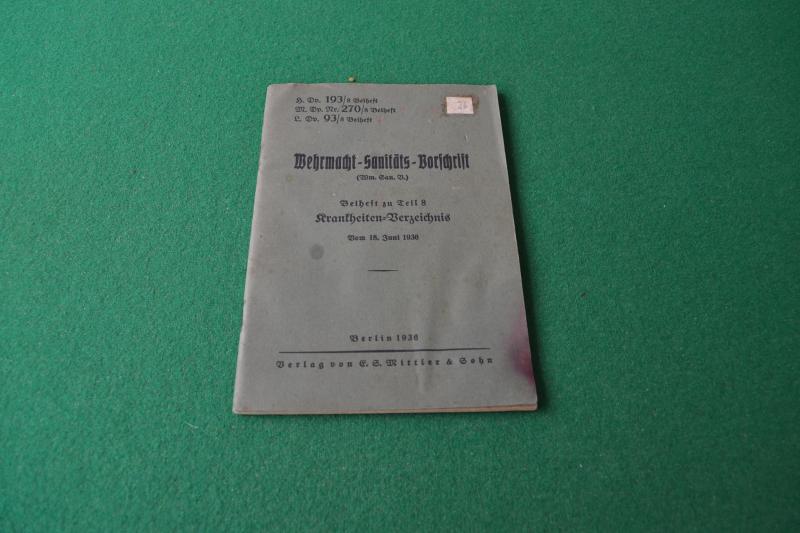 H. Dv. 193/8 Beiheft
M. Dv. Nr. 270/8 Beiheft
L. Dv. 93/8 Beiheft
26
Wehrmacht-Sanitäts-Vorschrift
(Wm. San. V.)
Beiheft zu Teil 8
Krankheiten-Verzeichnis
Vom 18. Juni 1936
Berlin 1936
Verlag von E. S. Mittler & Sohn